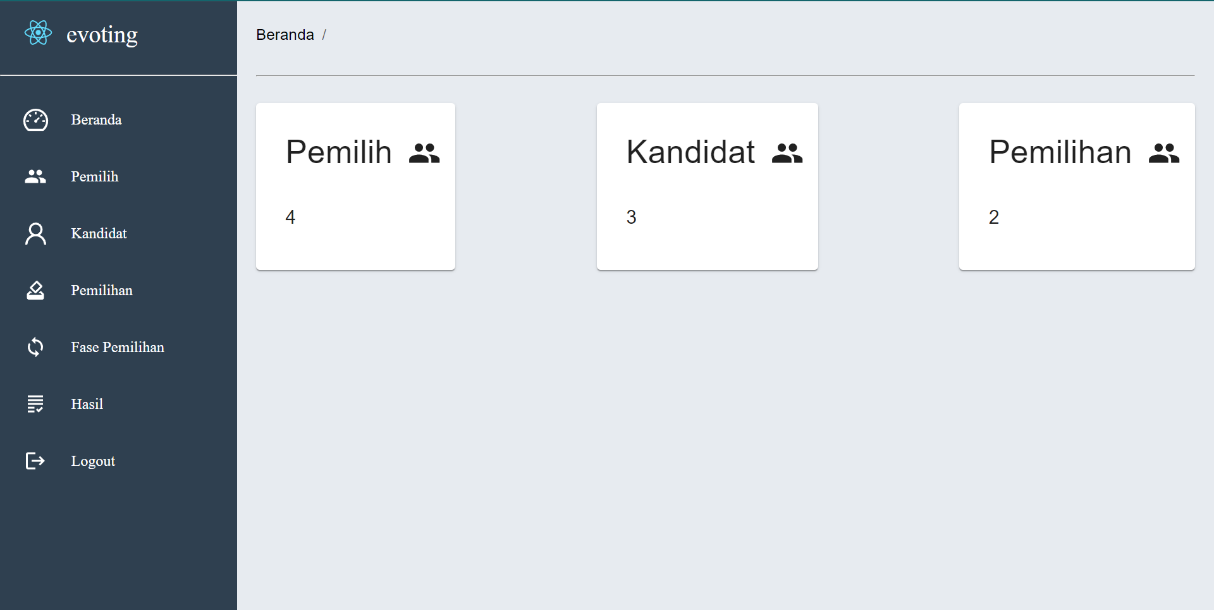 evoting
Beranda /
Beranda
Pemilih
Kandidat
Pemilihan
Fase Pemilihan
Hasil
Logout
Pemilih
4
Kandidat
3
Pemilihan
2